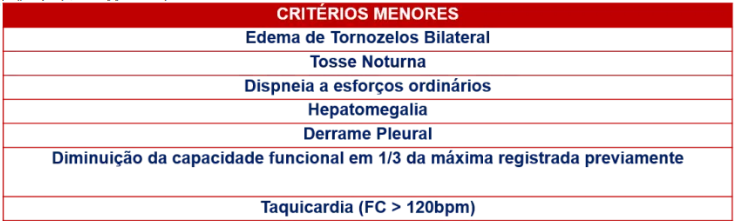 CRITÉRIOS MENORES
Edema de Tornozelos Bilateral
Tosse Noturna
Dispneia a esforços ordinários
Hepatomegalia
Derrame Pleural
Diminuição da capacidade funcional em 1/3 da máxima registrada previamente
Taquicardia (FC > 120bpm)